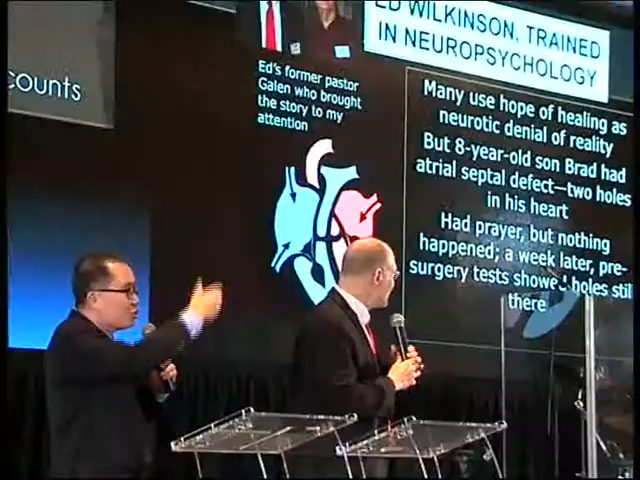 ED WILKINSON, TRAINED
IN NEUROPSYCHOLOGY
counts
Ed's former pastor
Galen who brought
the story to my
attention
Many use hope of healing as
neurotic denial of reality
But 8-year-old son Brad had
atrial septal defect—two holes
in his heart
Had prayer, but nothing
happened; a week later, pre-
surgery tests showed holes still
there